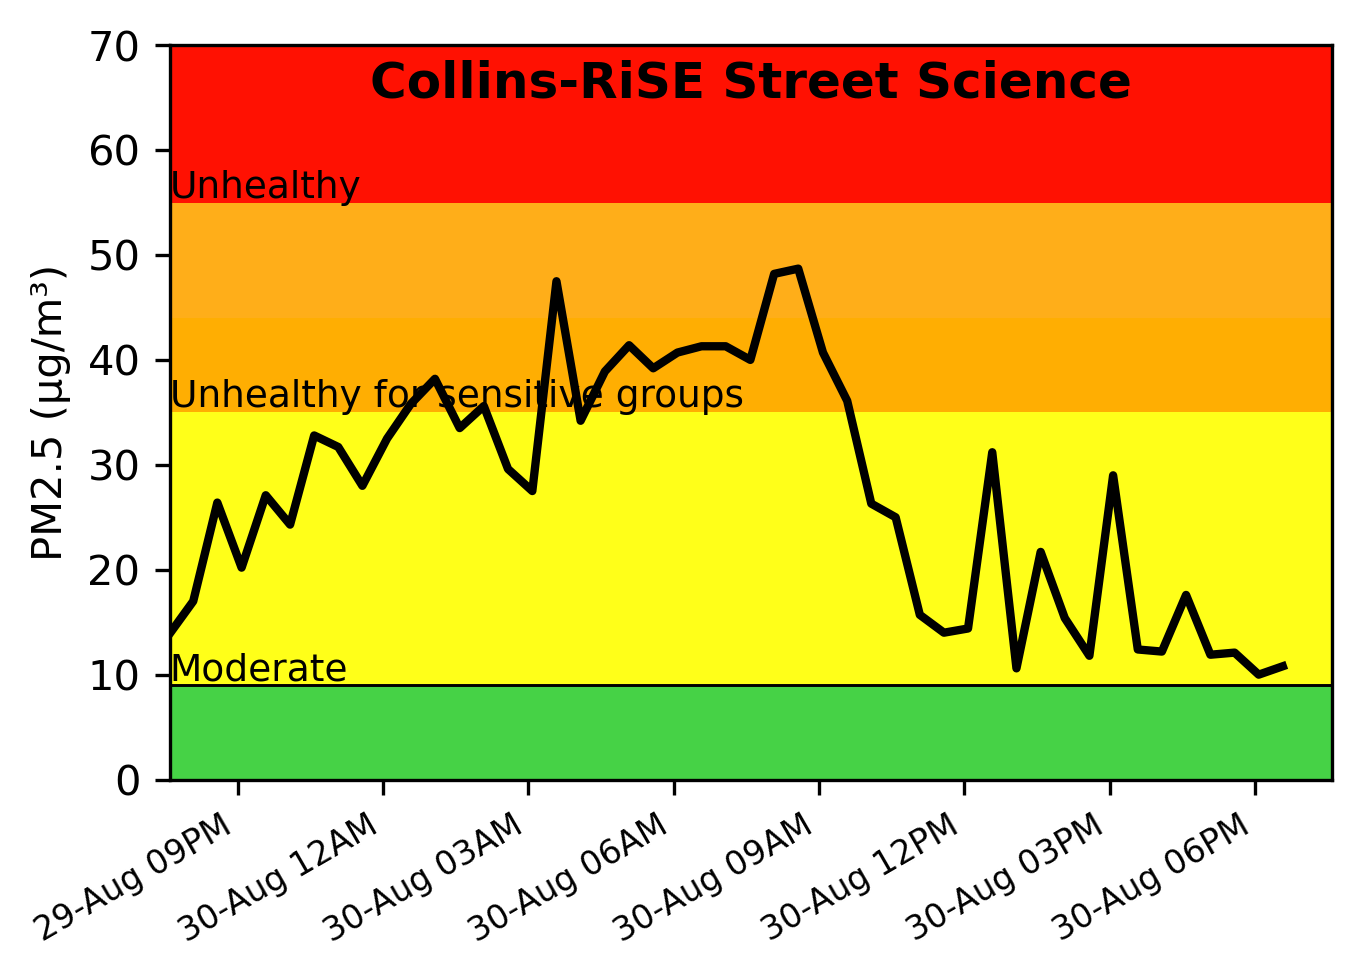 Collins-RiSE Street Science
70
60
50
40
30
20
10
0
PM2.5 (µg/m³)
Unhealthy
Unhealthy for sensitive groups
Moderate
29-Aug 09PM
30-Aug 12AM
30-Aug 03AM
30-Aug 06AM
30-Aug 09AM
30-Aug 12PM
30-Aug 03PM
30-Aug 06PM